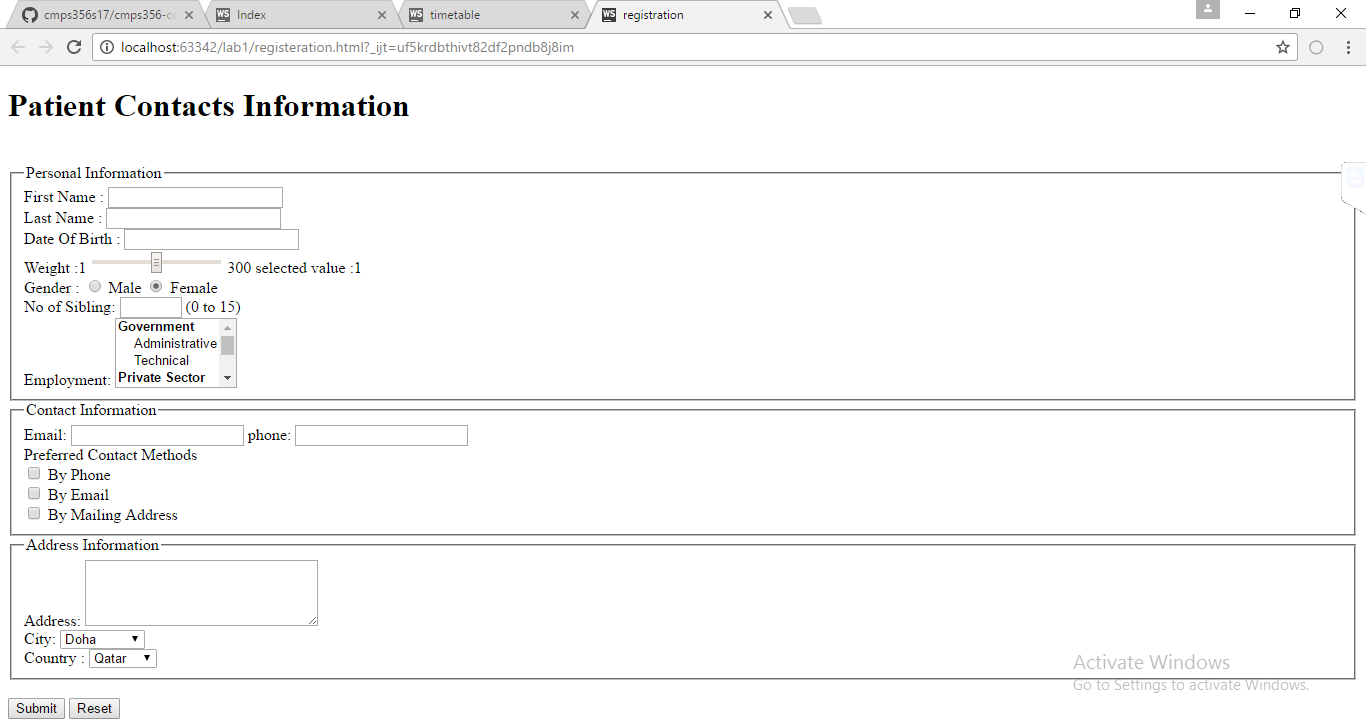 cmps356s17/cmps356-cc
WS Index
WS timetable
WS registration
localhost:63342/lab1/registeration.html?_ijt=uf5krdbthivt82df2pndb8j8im
Patient Contacts Information
Personal Information
First Name :
Last Name :
Date Of Birth :
Weight :1 300 selected value :1
Gender : Male Female
No of Sibling: (0 to 15)
Government
Administrative
Technical
Private Sector
Employment:
Contact Information
Email: phone:
Preferred Contact Methods
By Phone
By Email
By Mailing Address
Address Information
Address:
City: Doha
Country : Qatar
Activate Windows
Go to Settings to activate Windows.
Submit Reset